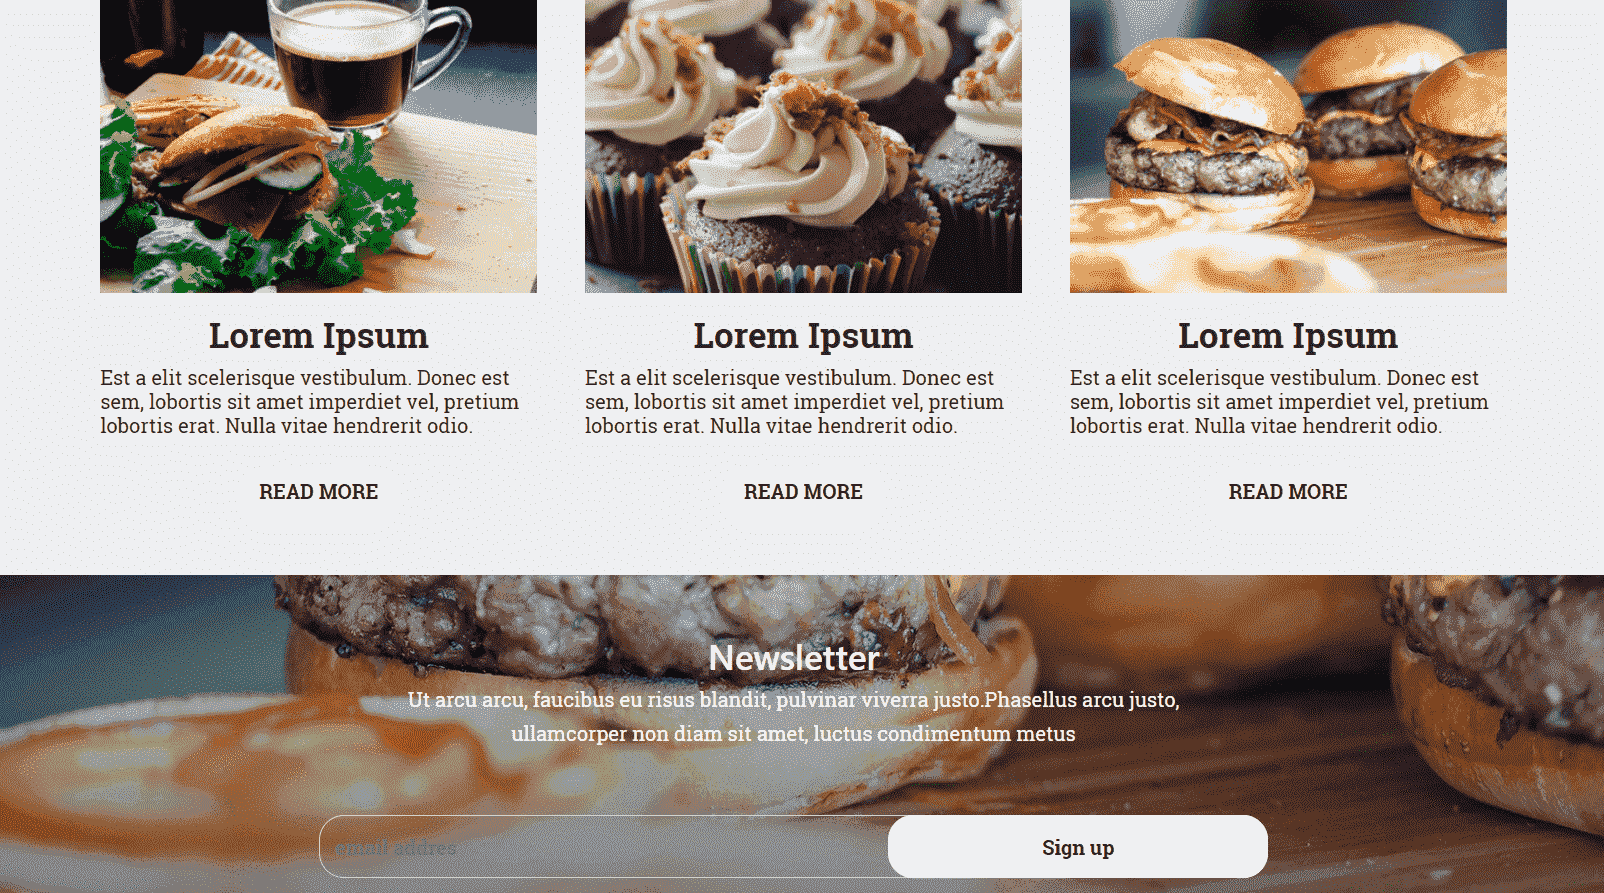 Lorem Ipsum
Est a elit scelerisque vestibulum. Donec est
sem, lobortis sit amet imperdiet vel, pretium
lobortis erat. Nulla vitae hendrerit odio.
READ MORE
Lorem Ipsum
Est a elit scelerisque vestibulum. Donec est
sem, lobortis sit amet imperdiet vel, pretium
lobortis erat. Nulla vitae hendrerit odio.
READ MORE
Lorem Ipsum
Est a elit scelerisque vestibulum. Donec est
sem, lobortis sit amet imperdiet vel, pretium
lobortis erat. Nulla vitae hendrerit odio.
READ MORE
Newsletter
Ut arcu arcu, faucibus eu risus blandit, pulvinar viverra justo.Phasellus arcu justo,
ullamcorper non diam sit amet, luctus condimentum metus
addres
Sign up